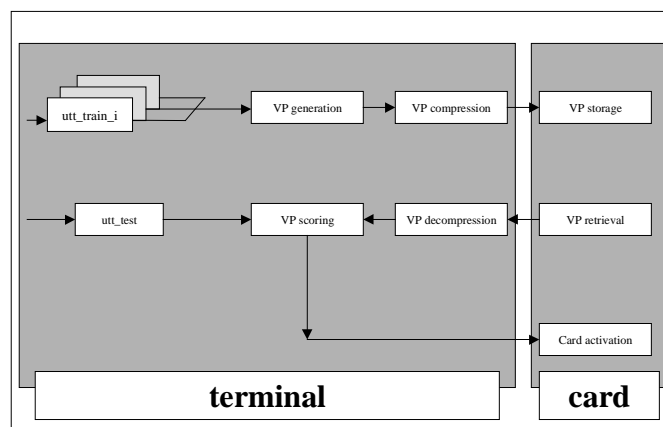 utt_train_i
VP generation
VP compression
VP storage
utt_test
VP scoring
VP decompression
VP retrieval
Card activation
terminal
card